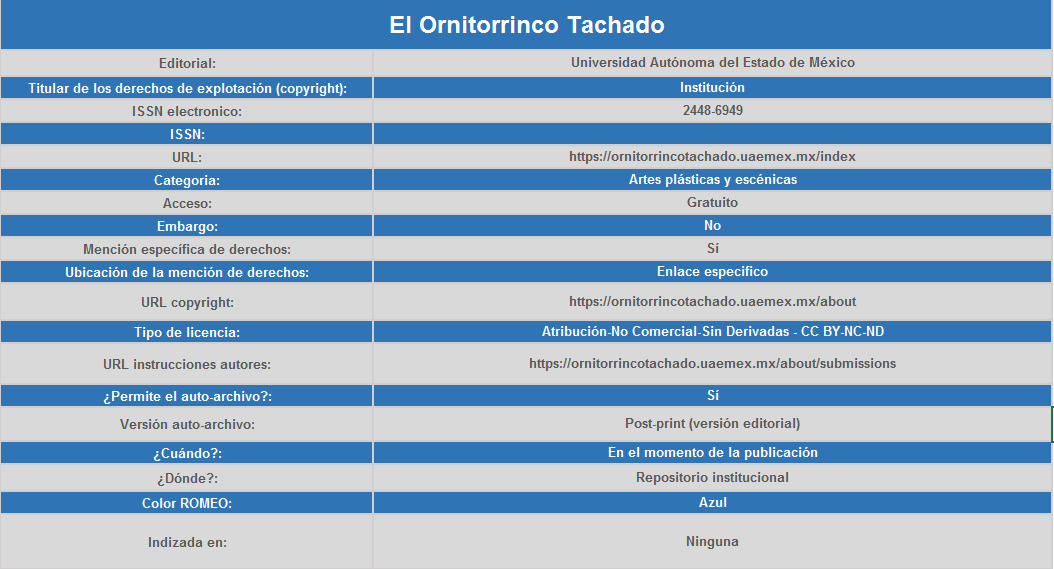 El Ornitorrinco Tachado
Editorial: Universidad Autónoma del Estado de México
Titular de los derechos de explotación (copyright): Institución
ISSN electronico: 2448-6949
ISSN:
URL: https://ornitorrincotachado.uaemex.mx/index
Categoria: Artes plásticas y escénicas
Acceso: Gratuito
Embargo: No
Mención específica de derechos: Sí
Ubicación de la mención de derechos: Enlace especifico
URL copyright: https://ornitorrincotachado.uaemex.mx/about
Tipo de licencia: Atribución-No Comercial-Sin Derivadas - CC BY-NC-ND
URL instrucciones autores: https://ornitorrincotachado.uaemex.mx/about/submissions
¿Permite el auto-archivo?: Sí
Versión auto-archivo: Post-print (versión editorial)
¿Cuándo?: En el momento de la publicación
¿Dónde?: Repositorio institucional
Color ROMEO: Azul
Indizada en: Ninguna